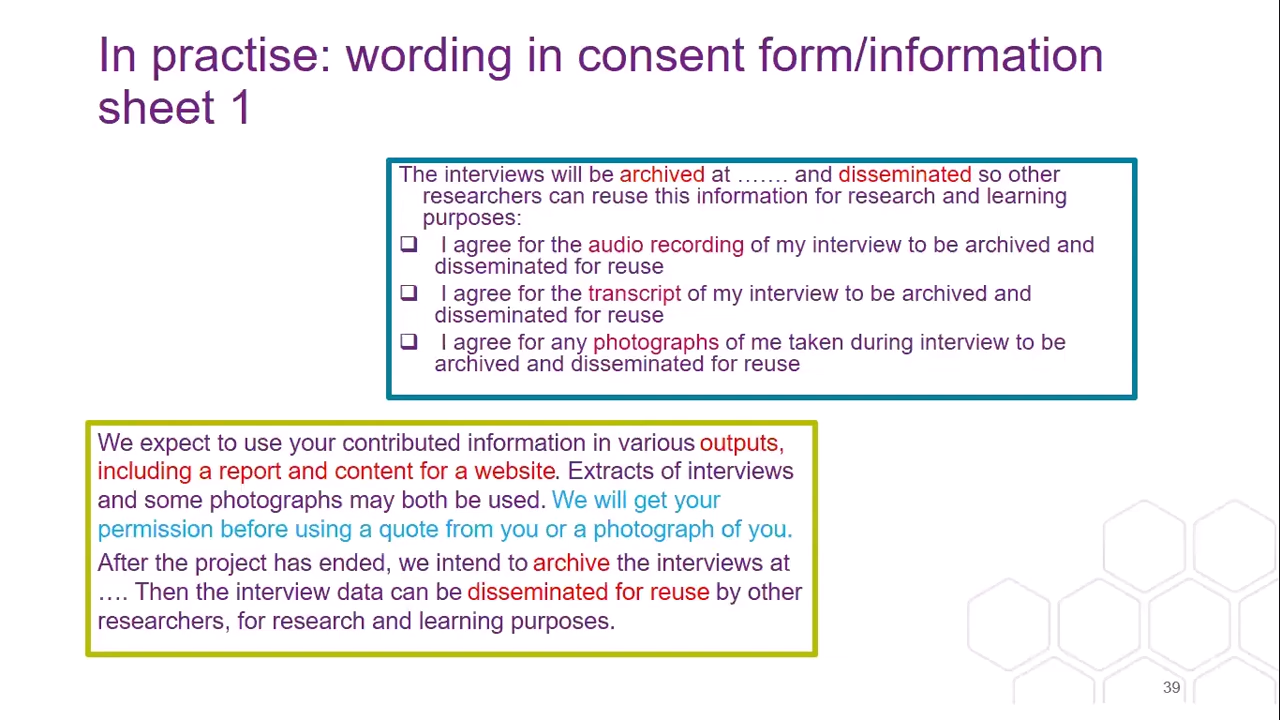 In practise: wording in consent form/information
sheet 1
The interviews will be archived at ……. and disseminated so other
researchers can reuse this information for research and learning
purposes:
❑ I agree for the audio recording of my interview to be archived and
disseminated for reuse
❑ I agree for the transcript of my interview to be archived and
disseminated for reuse
❑ I agree for any photographs of me taken during interview to be
archived and disseminated for reuse
We expect to use your contributed information in various outputs,
including a report and content for a website. Extracts of interviews
and some photographs may both be used. We will get your
permission before using a quote from you or a photograph of you.
After the project has ended, we intend to archive the interviews at
…. Then the interview data can be disseminated for reuse by other
researchers, for research and learning purposes.
39